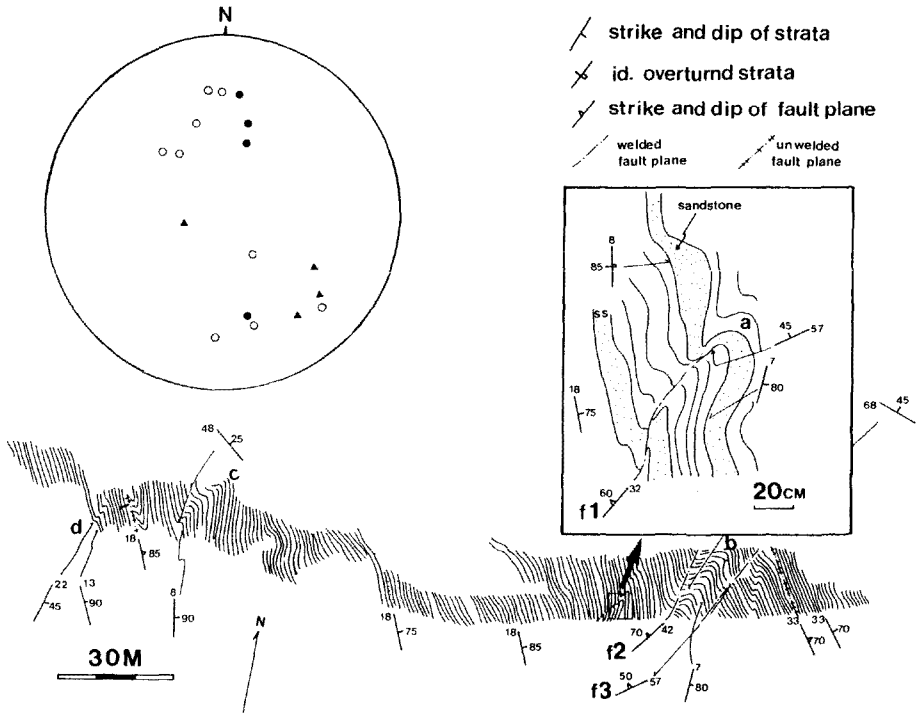 N
strike and dip of strata
id. overturnd strata
strike and dip of fault plane
welded
fault plane
unwelded
fault plane
sandstone
8
85
ss
a
45 57
7
80
18
75
68 45
32
60
f1
20CM
48
25
c
d
18
85
22
45
13
90
8
90
N
30M
18
75
18
85
b
70 42
f2
50 57
f3
7
80
33
70
33
70